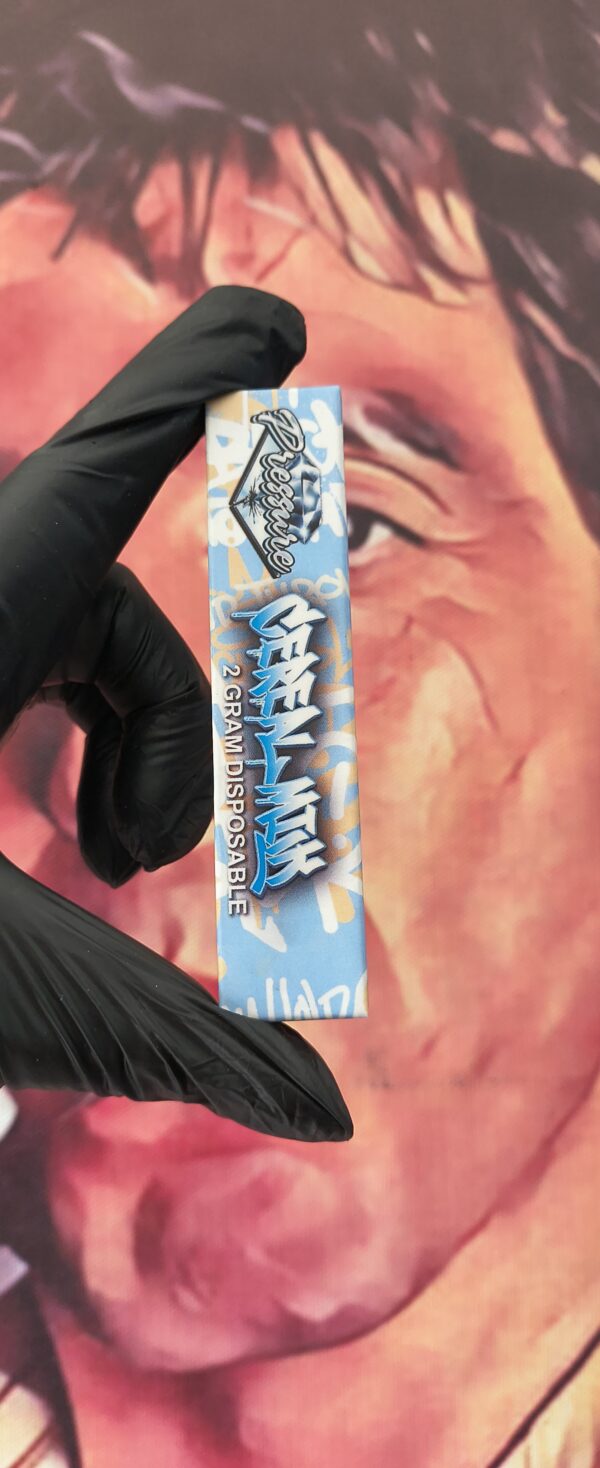 Pressure
CEREAL MILK
2 GRAM DISPOSABLE